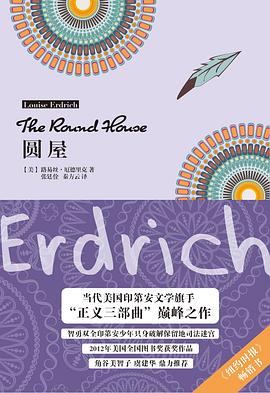 Louise Erdrich
The Round House
圆屋
【美】路易丝·厄德里克 著
张廷佺 秦方云 译
Erdrich
当代美国印第安文学旗手
“正义三部曲”巅峰之作
智勇双全印第安少年只身破解保留地司法迷宫
2012年美国全国图书奖获奖作品
角谷美智子 虞建华 鼎力推荐
《纽约时报》
畅销书